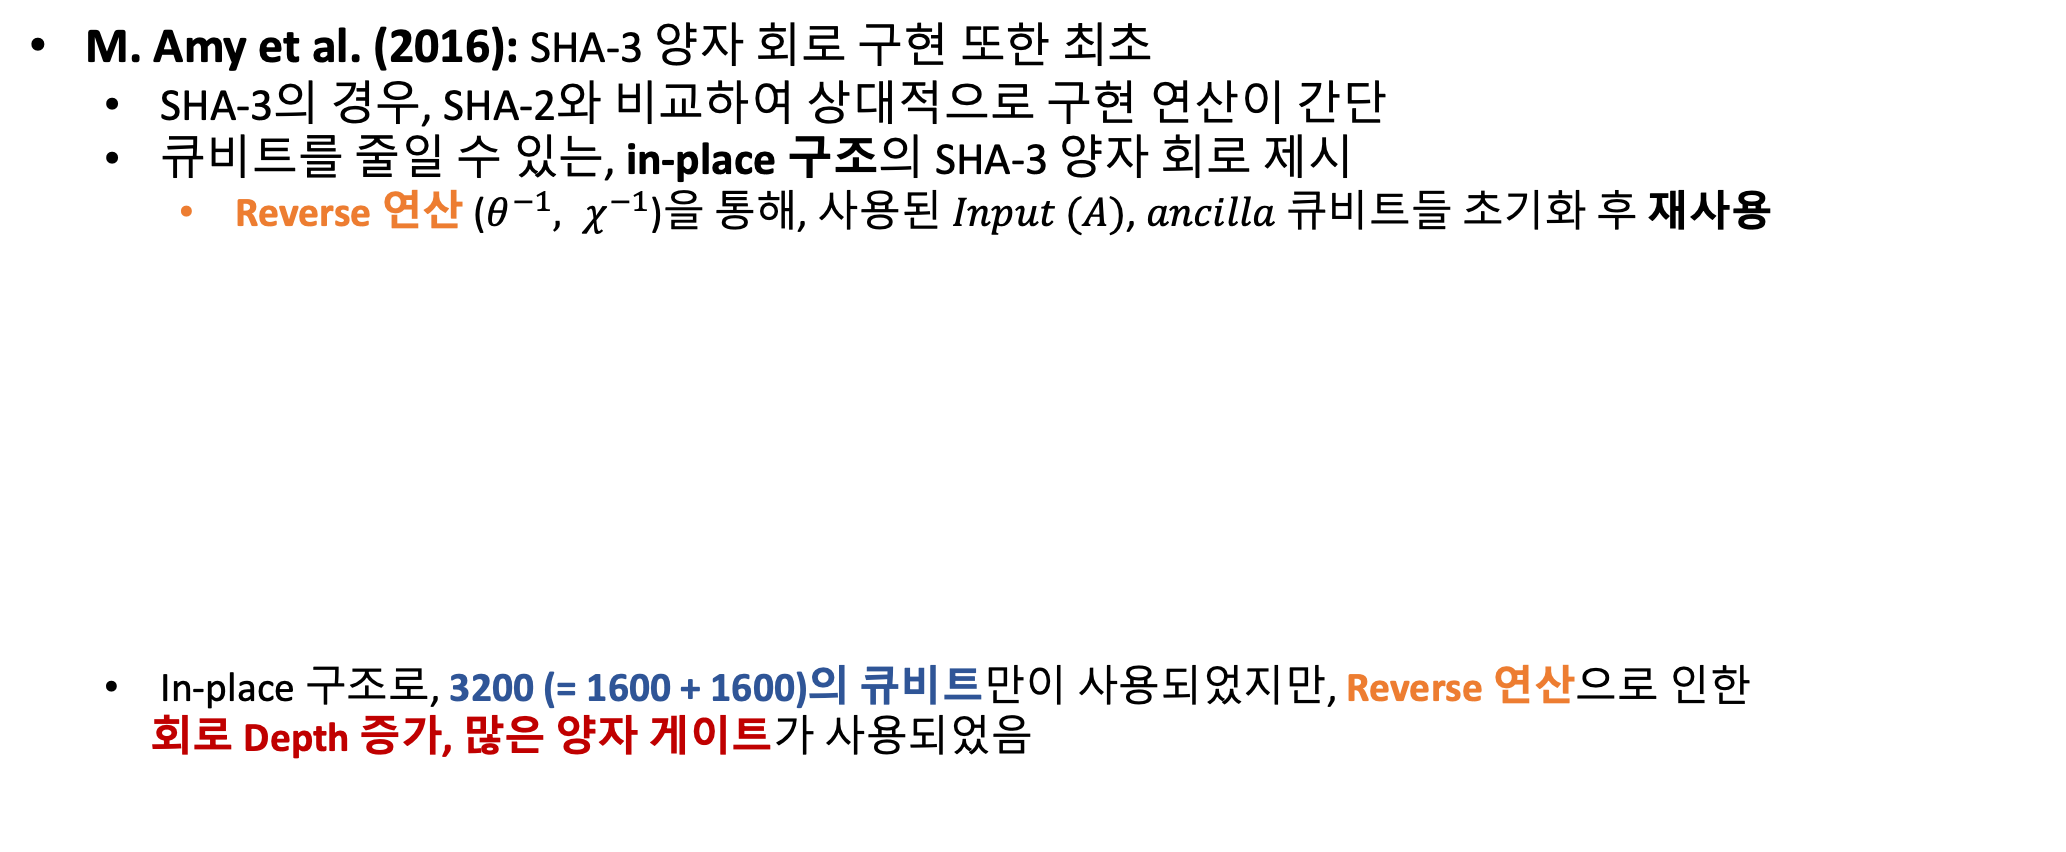 • M. Amy et al. (2016): SHA-3 양자 회로 구현 또한 최초
• SHA-3의 경우, SHA-2와 비교하여 상대적으로 구현 연산이 간단
• 큐비트를 줄일 수 있는, in-place 구조의 SHA-3 양자 회로 제시
• Reverse 연산 (θ⁻¹, χ⁻¹)을 통해, 사용된 Input (A), ancilla 큐비트들 초기화 후 재사용
• In-place 구조로, 3200 (= 1600 + 1600)의 큐비트만이 사용되었지만, Reverse 연산으로 인한
회로 Depth 증가, 많은 양자 게이트가 사용되었음